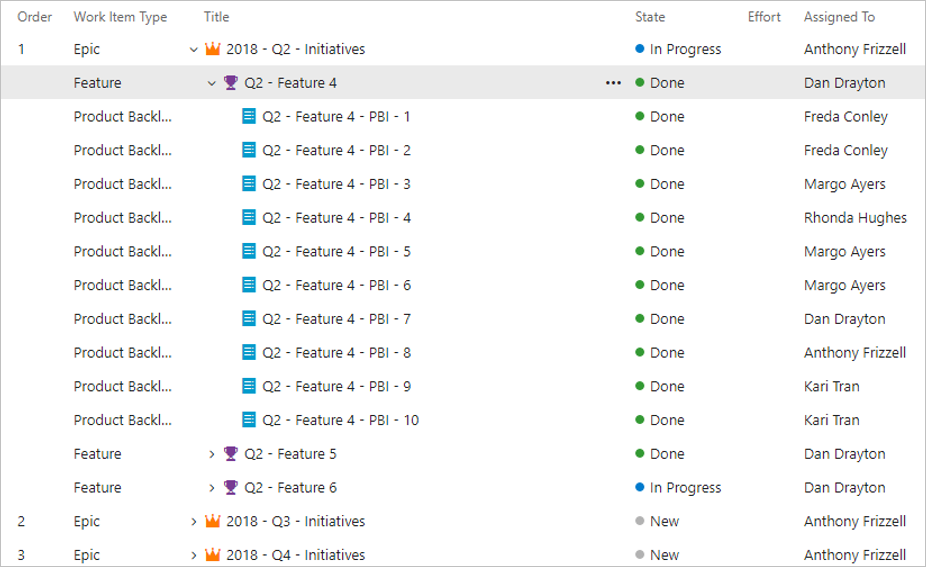 Order Work Item Type Title State Effort Assigned To
1 Epic 2018 - Q2 - Initiatives In Progress Anthony Frizzell
Feature Q2 - Feature 4 ••• Done Dan Drayton
Product Backl... Q2 - Feature 4 - PBI - 1 Done Freda Conley
Product Backl... Q2 - Feature 4 - PBI - 2 Done Freda Conley
Product Backl... Q2 - Feature 4 - PBI - 3 Done Margo Ayers
Product Backl... Q2 - Feature 4 - PBI - 4 Done Rhonda Hughes
Product Backl... Q2 - Feature 4 - PBI - 5 Done Margo Ayers
Product Backl... Q2 - Feature 4 - PBI - 6 Done Margo Ayers
Product Backl... Q2 - Feature 4 - PBI - 7 Done Dan Drayton
Product Backl... Q2 - Feature 4 - PBI - 8 Done Anthony Frizzell
Product Backl... Q2 - Feature 4 - PBI - 9 Done Kari Tran
Product Backl... Q2 - Feature 4 - PBI - 10 Done Kari Tran
Feature Q2 - Feature 5 Done Dan Drayton
Feature Q2 - Feature 6 In Progress Dan Drayton
2 Epic 2018 - Q3 - Initiatives New Anthony Frizzell
3 Epic 2018 - Q4 - Initiatives New Anthony Frizzell